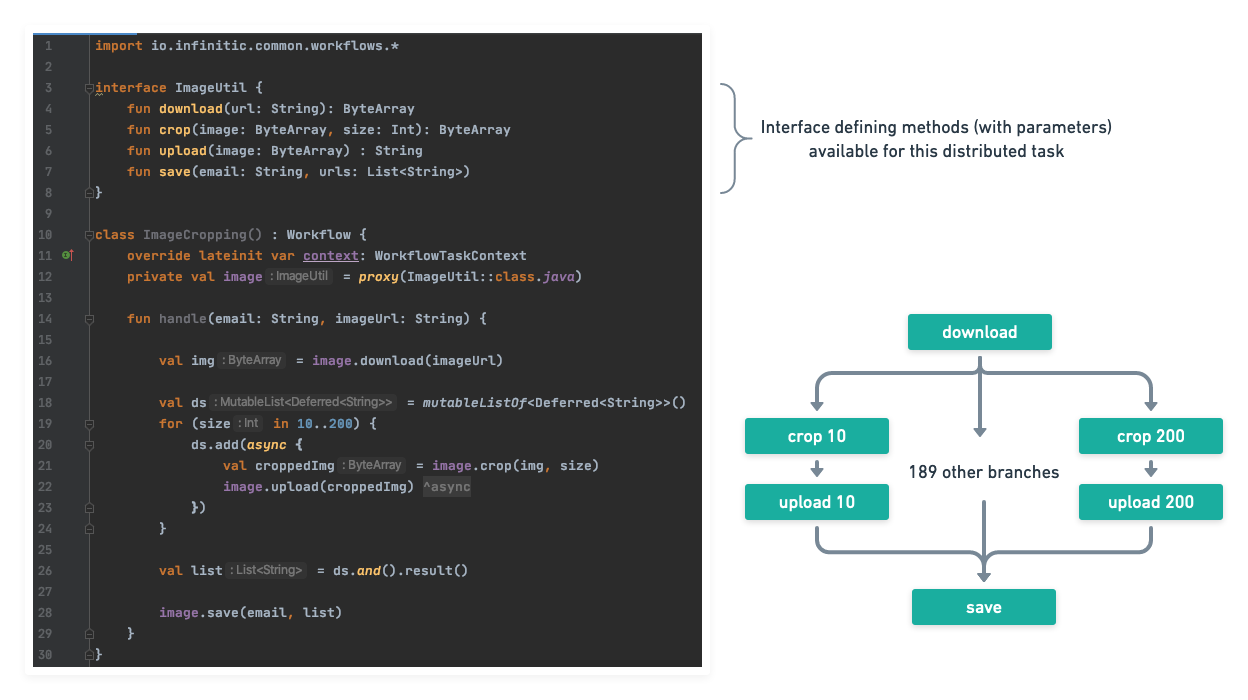 1 import io.infinitic.common.workflows.*
2
3 interface ImageUtil {
4 fun download(url: String): ByteArray
5 fun crop(image: ByteArray, size: Int): ByteArray
6 fun upload(image: ByteArray) : String
7 fun save(email: String, urls: List<String>)
8 }
9
10 class ImageCropping() : Workflow {
11 override lateinit var context: WorkflowTaskContext
12 private val image : ImageUtil = proxy(ImageUtil::class.java)
13
14 fun handle(email: String, imageUrl: String) {
15
16 val img : ByteArray = image.download(imageUrl)
17
18 val ds : MutableList<Deferred<String>> = mutableListOf<Deferred<String>>()
19 for (size : Int in 10..200) {
20 ds.add(async {
21 val croppedImg : ByteArray = image.crop(img, size)
22 image.upload(croppedImg) ^async
23 })
24 }
25
26 val list : List<String> = ds.and().result()
27
28 image.save(email, list)
29 }
30 }
Interface defining methods (with parameters)
available for this distributed task
download
crop 10
crop 200
189 other branches
upload 10
upload 200
save